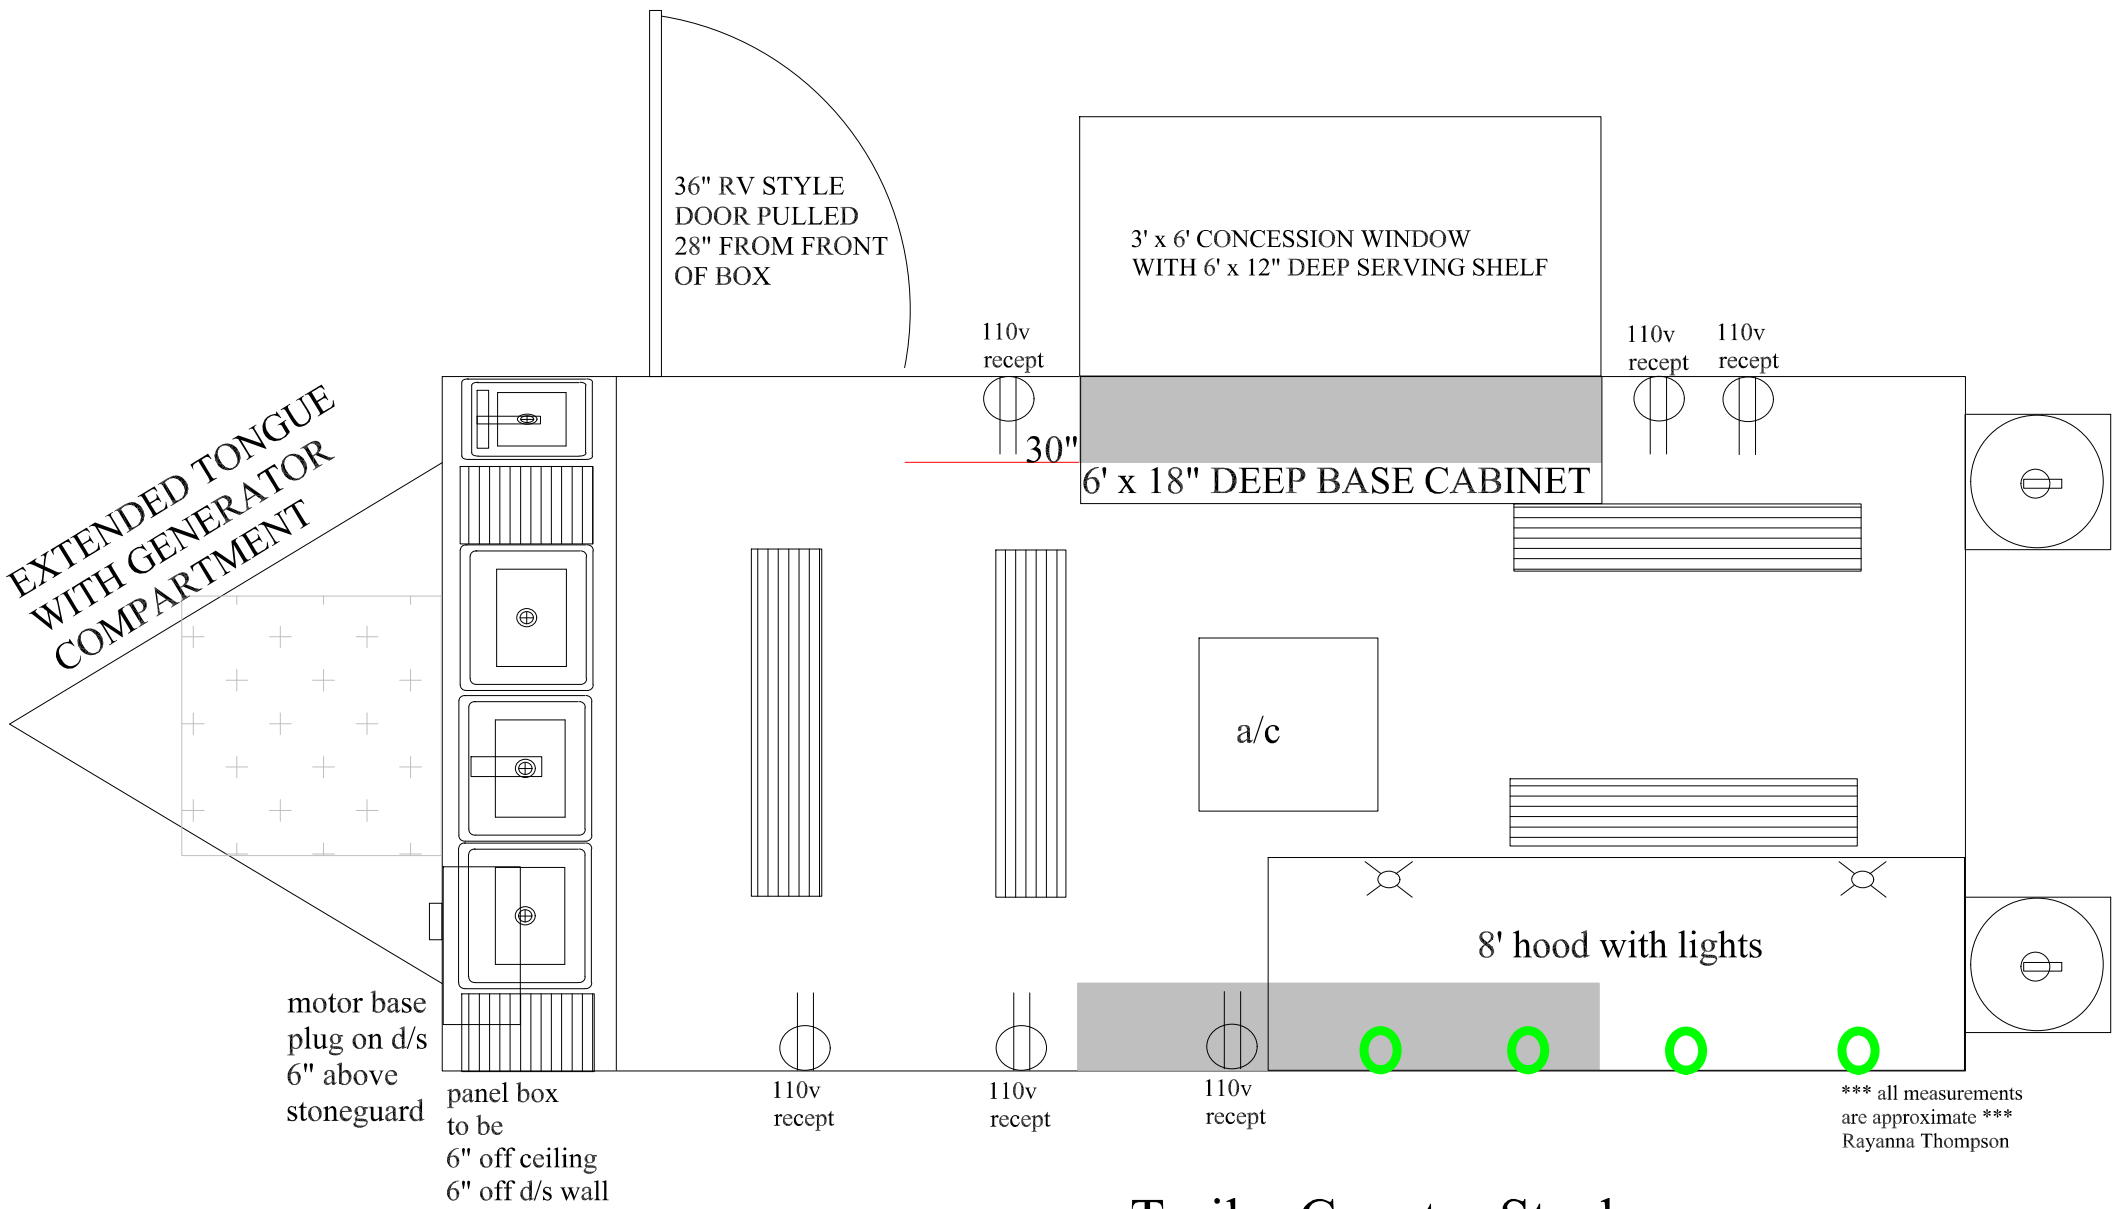 36" RV STYLE
DOOR PULLED
28" FROM FRONT
OF BOX
3' x 6' CONCESSION WINDOW
WITH 6' x 12" DEEP SERVING SHELF
110v
recept
110v
recept
110v
recept
EXTENDED TONGUE
WITH GENERATOR
COMPARTMENT
30"
6' x 18" DEEP BASE CABINET
a/c
8' hood with lights
motor base
plug on d/s
6" above
stoneguard
panel box
to be
6" off ceiling
6" off d/s wall
110v
recept
110v
recept
110v
recept
*** all measurements
are approximate ***
Rayanna Thompson